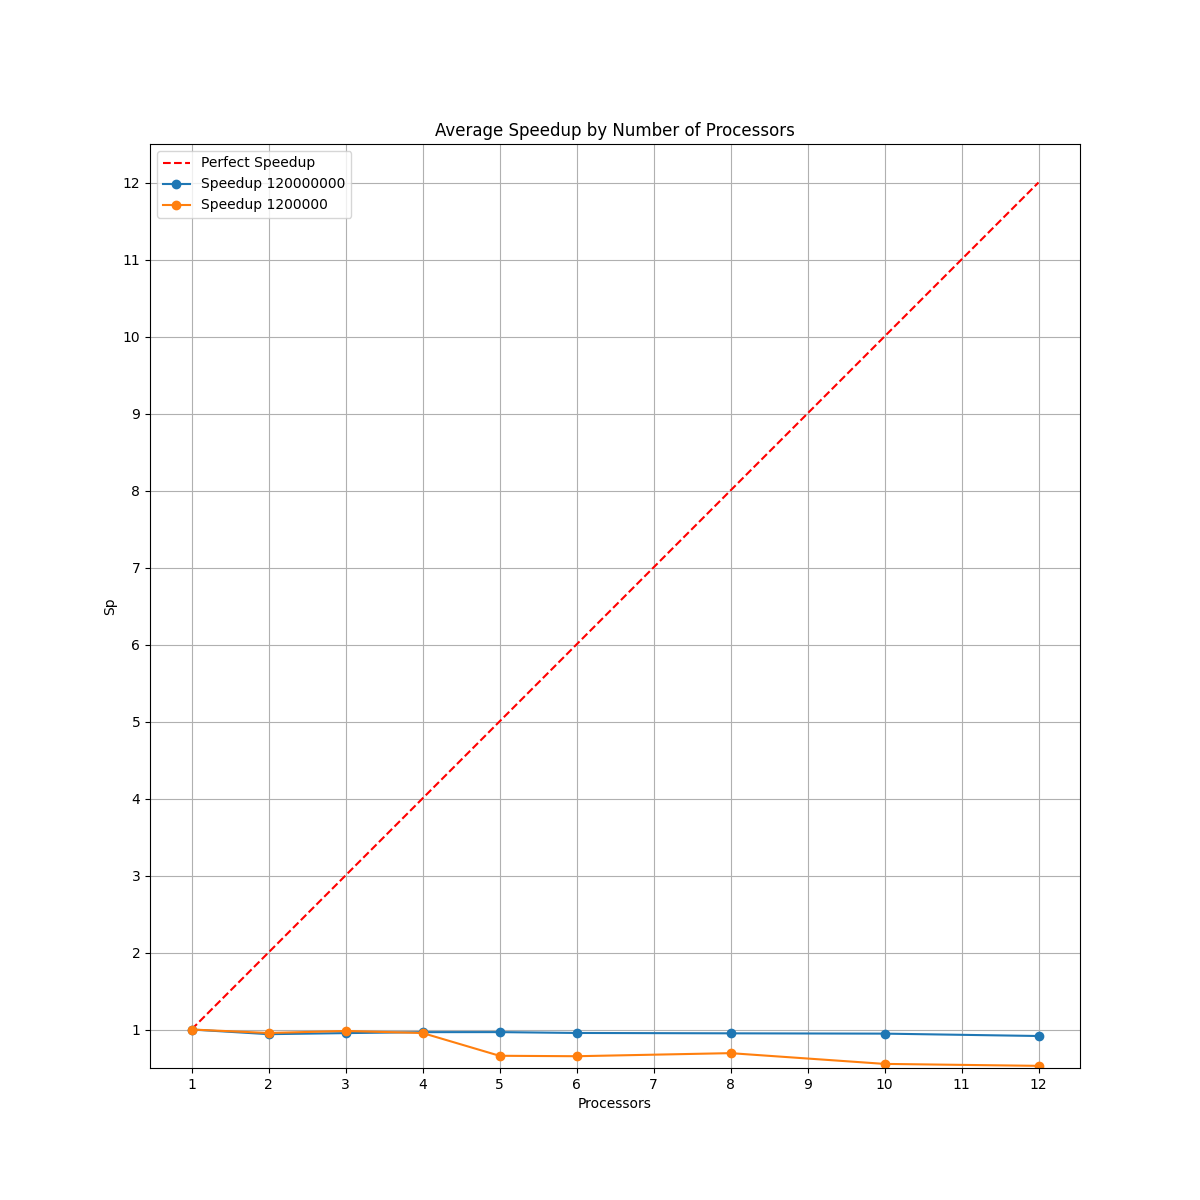 Average Speedup by Number of Processors
Perfect Speedup
Speedup 120000000
Speedup 1200000
12
11
10
9
8
7
6
5
4
3
2
1
Sp
1 2 3 4 5 6 7 8 9 10 11 12
Processors